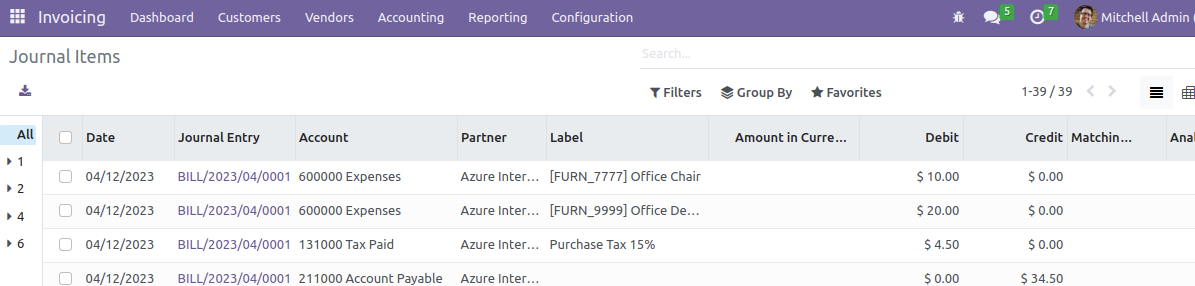 Invoicing Dashboard Customers Vendors Accounting Reporting Configuration 5 7 Mitchell Admin (
Journal Items Search...
Filters Group By Favorites 1-39 / 39
All Date Journal Entry Account Partner Label Amount in Curre... Debit Credit Matchin... Anal
1 04/12/2023 BILL/2023/04/0001 600000 Expenses Azure Inter... [FURN_7777] Office Chair $ 10.00 $ 0.00
2 04/12/2023 BILL/2023/04/0001 600000 Expenses Azure Inter... [FURN_9999] Office De... $ 20.00 $ 0.00
4 04/12/2023 BILL/2023/04/0001 131000 Tax Paid Azure Inter... Purchase Tax 15% $ 4.50 $ 0.00
6 04/12/2023 BILL/2023/04/0001 211000 Account Payable Azure Inter... $ 0.00 $ 34.50